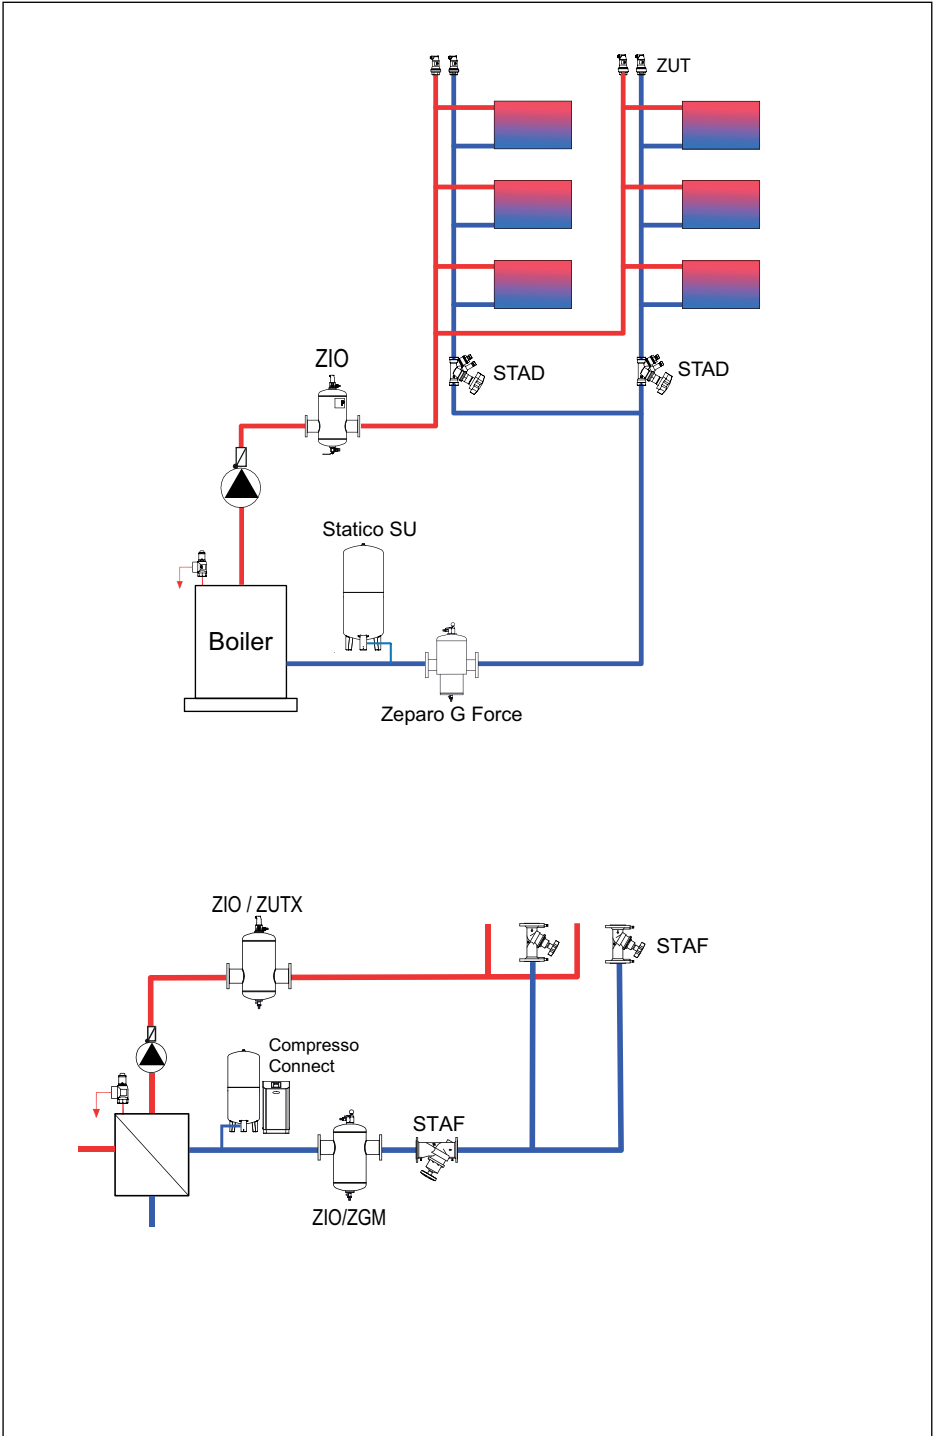 ZUT
STAD
STAD
ZIO
Statico SU
Boiler
Zeparo G Force
ZIO / ZUTX
STAF
Compresso
Connect
STAF
ZIO/ZGM